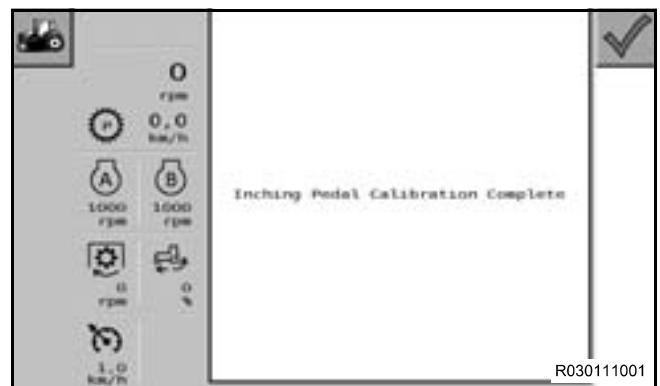 0
rpm
0,0
km/h
A
B
1000
rpm
1000
rpm
0
rpm
0
%
1.0
km/h
Inching Pedal Calibration Complete
R030111001